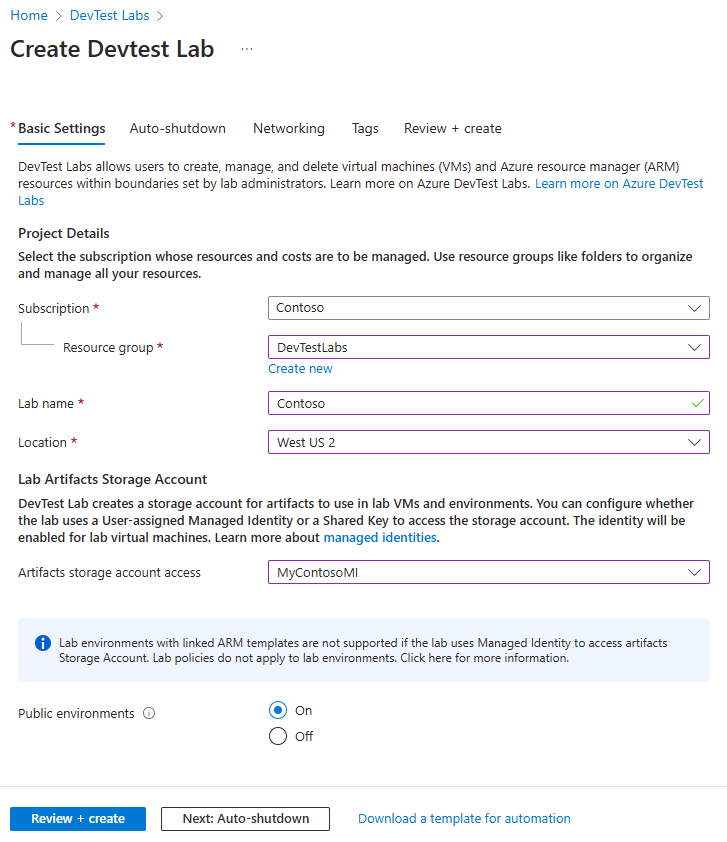 Home > DevTest Labs >
Create Devtest Lab ...
* Basic Settings Auto-shutdown Networking Tags Review + create
DevTest Labs allows users to create, manage, and delete virtual machines (VMs) and Azure resource manager (ARM)
resources within boundaries set by lab administrators. Learn more on Azure DevTest Labs. Learn more on Azure DevTest
Labs
Project Details
Select the subscription whose resources and costs are to be managed. Use resource groups like folders to organize
and manage all your resources.
Subscription * Contoso
Resource group * DevTestLabs
Create new
Lab name * Contoso
Location * West US 2
Lab Artifacts Storage Account
DevTest Lab creates a storage account for artifacts to use in lab VMs and environments. You can configure whether
the lab uses a User-assigned Managed Identity or a Shared Key to access the storage account. The identity will be
enabled for lab virtual machines. Learn more about managed identities.
Artifacts storage account access MyContosoMI
Lab environments with linked ARM templates are not supported if the lab uses Managed Identity to access artifacts
Storage Account. Lab policies do not apply to lab environments. Click here for more information.
Public environments On
Off
Review + create Next: Auto-shutdown Download a template for automation